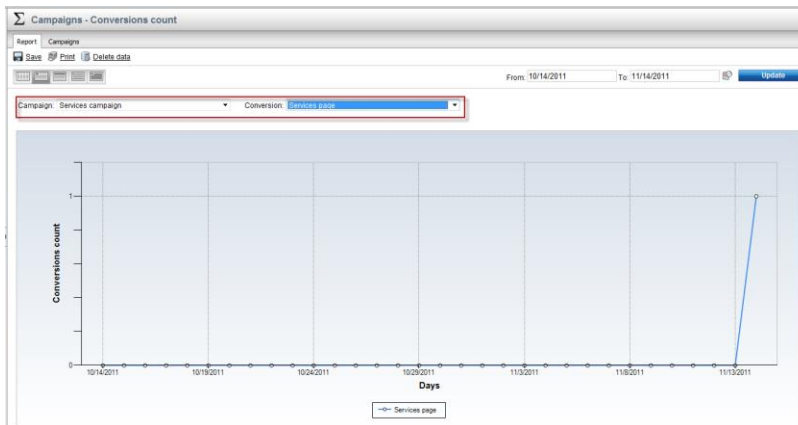 Σ Campaigns - Conversions count
Report Campaigns
Save Print Delete data
From: 10/14/2011 To: 11/14/2011 Update
Campaign: Services campaign Conversion: Services page
1
Conversions count
0
10/14/2011 10/19/2011 10/24/2011 10/29/2011 11/3/2011 11/8/2011 11/13/2011
Days
Services page